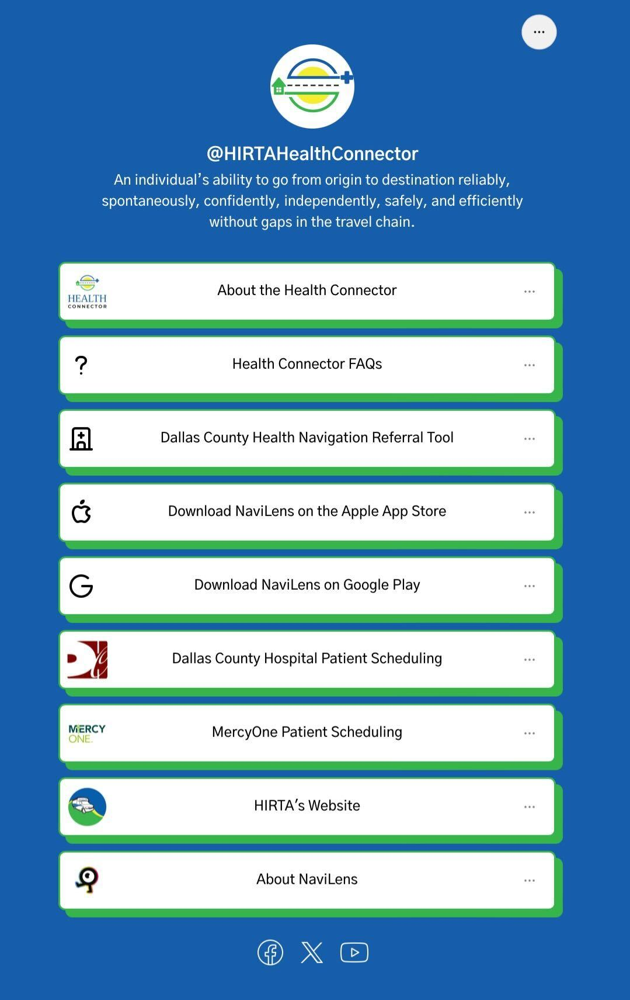 @HIRTAHealthConnector
An individual’s ability to go from origin to destination reliably,
spontaneously, confidently, independently, safely, and efficiently
without gaps in the travel chain.
HEALTH
CONNECTOR
About the Health Connector
Health Connector FAQs
Dallas County Health Navigation Referral Tool
Download NaviLens on the Apple App Store
Download NaviLens on Google Play
Dallas County Hospital Patient Scheduling
MERCY
ONE
MercyOne Patient Scheduling
HIRTA's Website
About NaviLens